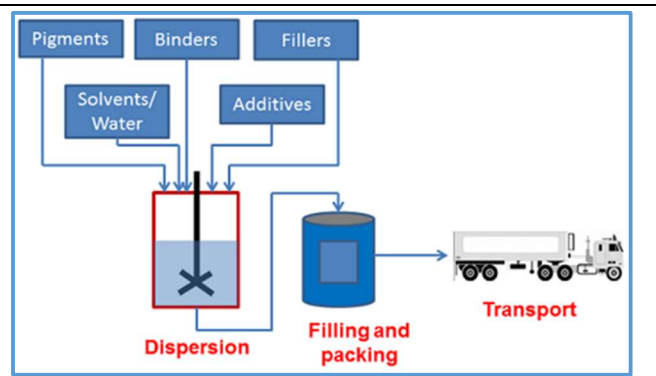 Pigments
Binders
Fillers
Solvents/
Water
Additives
Dispersion
Filling and
packing
Transport